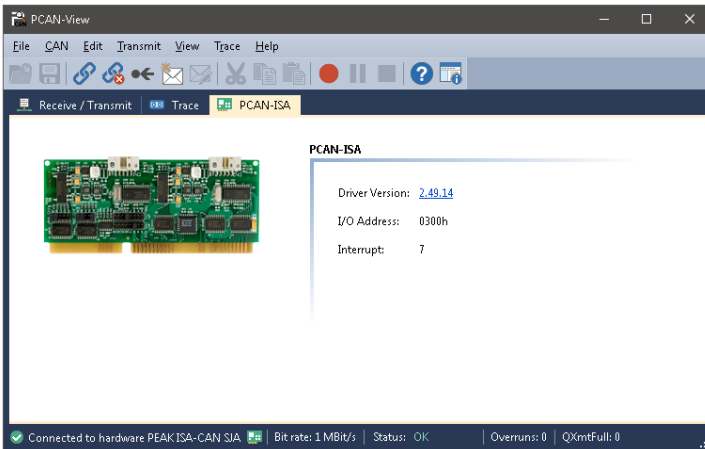 PCAN-View
File CAN Edit Transmit View Trace Help
Receive / Transmit Trace PCAN-ISA
PCAN-ISA
Driver Version: 2.49.14
I/O Address: 0300h
Interrupt: 7
Connected to hardware PEAK ISA-CAN SJA Bit rate: 1 MBit/s Status: OK Overruns: 0 QXmtFull: 0